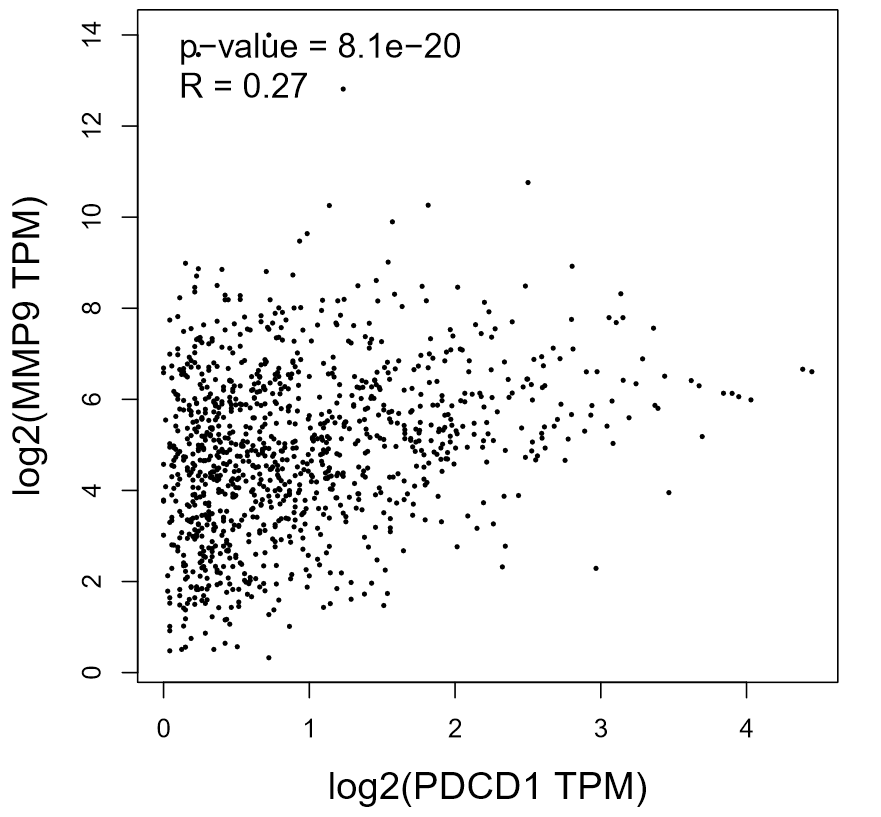 p−value = 8.1e−20
R = 0.27
14
12
10
8
6
4
2
0
log2(MMP9 TPM)
0 1 2 3 4
log2(PDCD1 TPM)